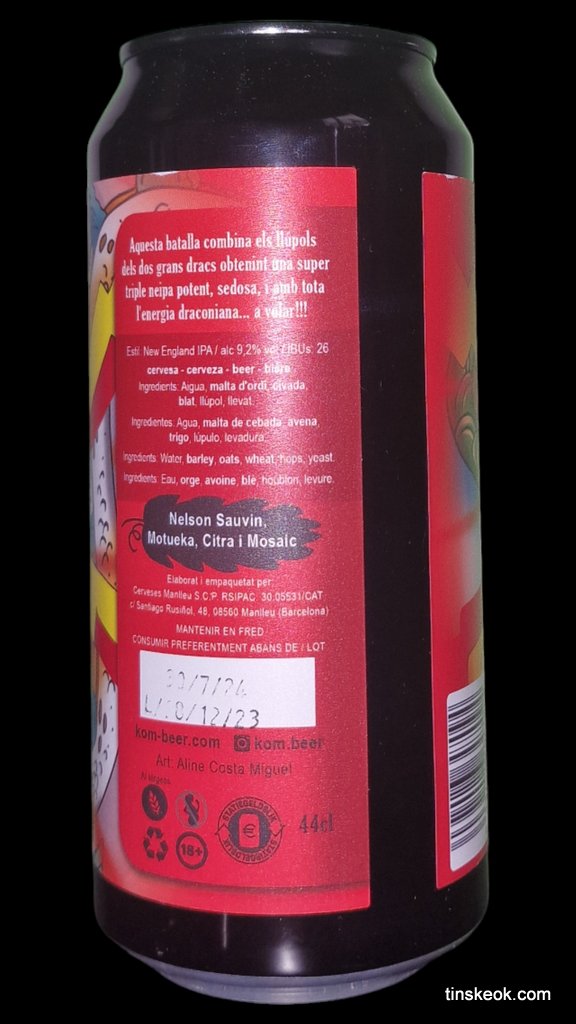 Aquesta batalla combina els llúpols
dels dos grans dracs obtenint una super
triple neipa potent, sedosa, i amb tota
l'energia draconiana... a volar!!!
Estil: New England IPA / alc 9,2% vol / IBUs: 26
cervesa - cerveza - beer - bière
Ingredients: Aigua, malta d'ordi, civada,
blat, llúpol, llevat.
Ingredientes: Agua, malta de cebada, avena,
trigo, lúpulo, levadura.
Ingredients: Water, barley, oats, wheat, hops, yeast.
Ingredients: Eau, orge, avoine, blé, houblon, levure.
Nelson Sauvin,
Motueka, Citra i Mosaic
Elaborat i empaquetat per:
Cerveses Manlleu S.C.P. RSIPAC. 30.05531/CAT
c/ Santiago Rusiñol, 48, 08560 Manlleu (Barcelona)
MANTENIR EN FRED
CONSUMIR PREFERENTMENT ABANS DE / LOT
/7/24
L/ /12/23
kom-beer.com kom.beer
Art: Aline Costa Miguel
Al·lèrgens:
18+
STATIEGELDBLIK
€
STATIEGELDBLIK
44cl
tinskeok.com